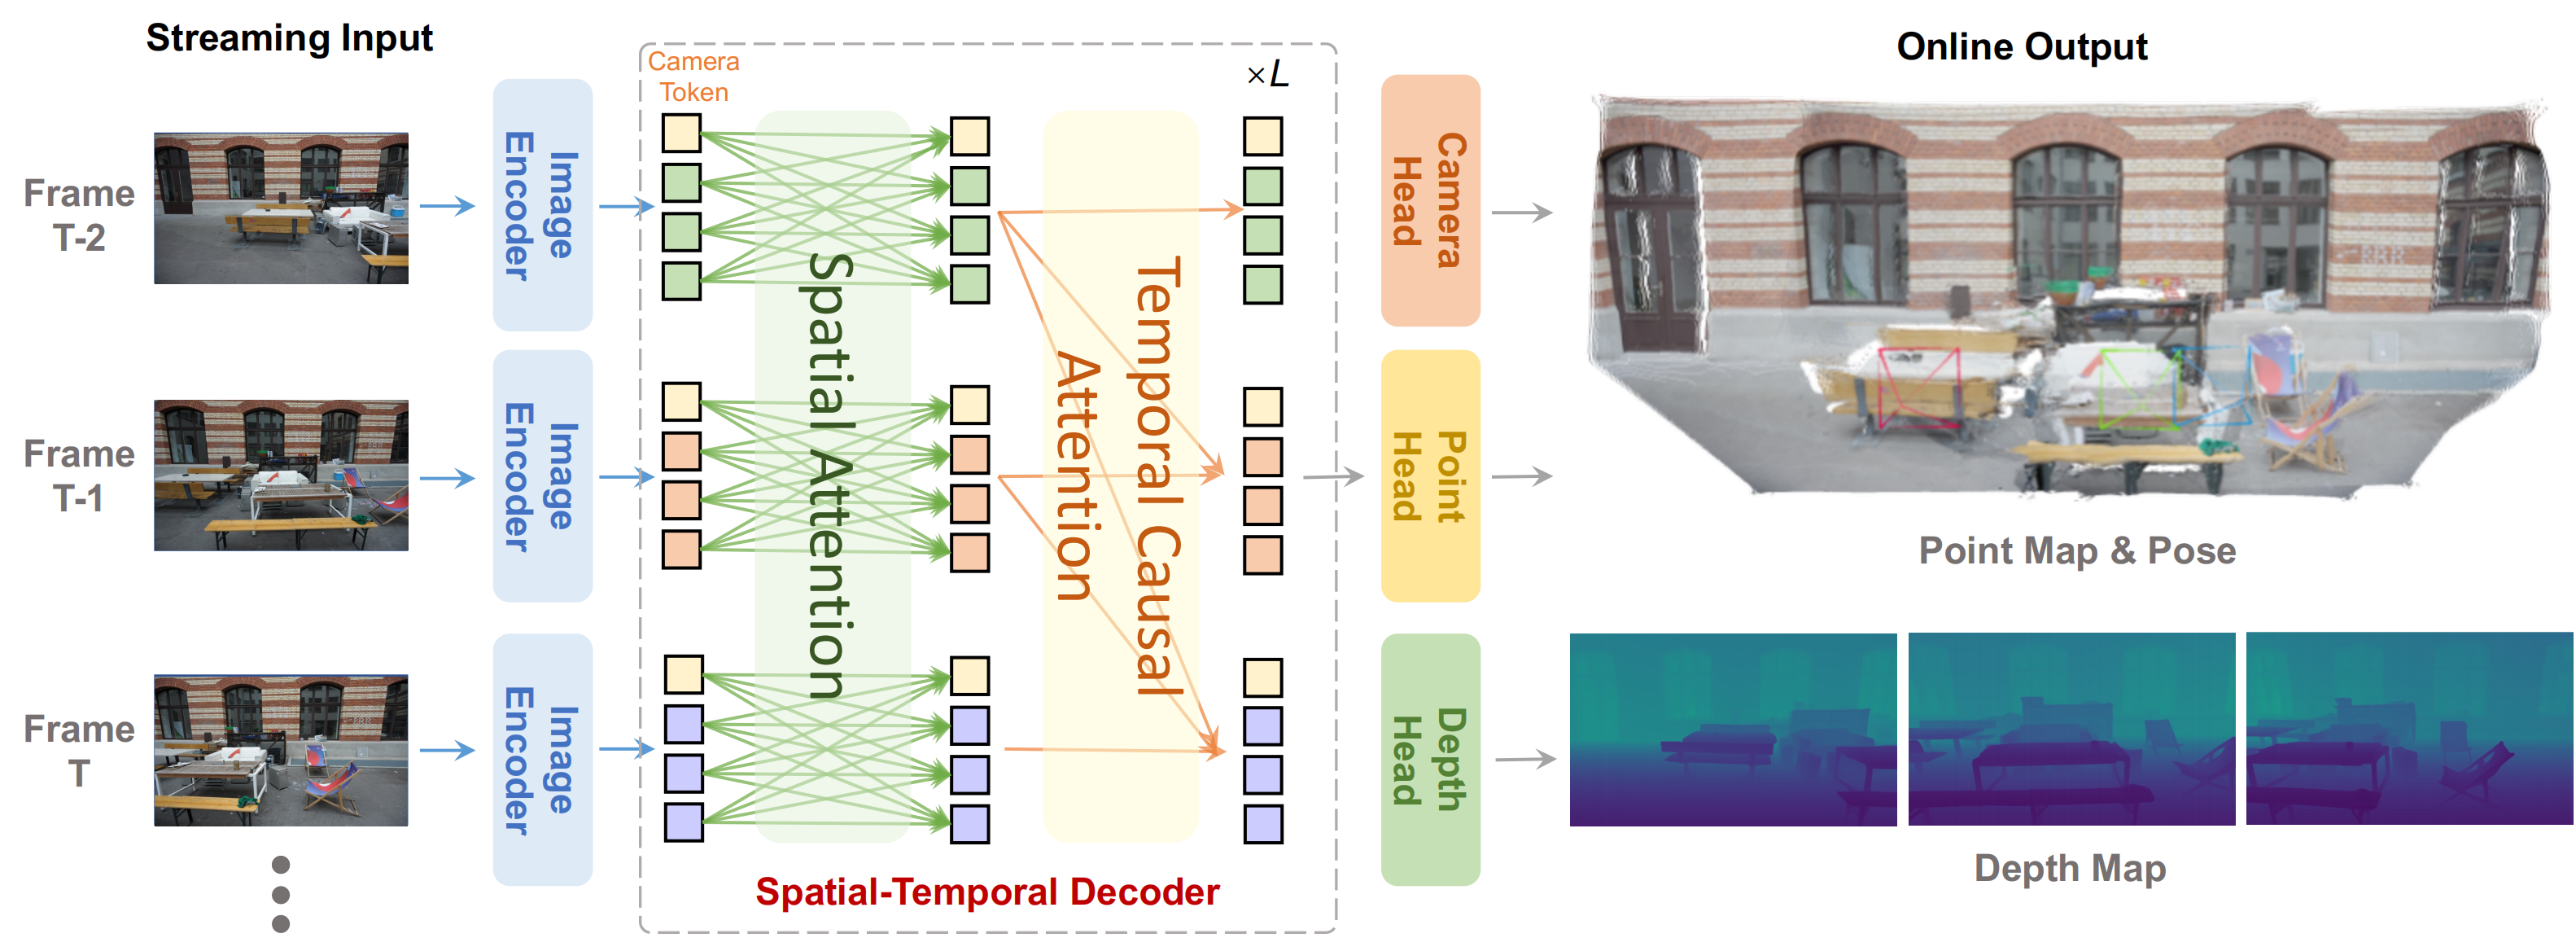 Streaming Input
Frame
T-2
Frame
T-1
Frame
T
Image
Encoder
Image
Encoder
Image
Encoder
Camera
Token
×L
Spatial Attention
Temporal Causal
Attention
Spatial-Temporal Decoder
Camera
Head
Point
Head
Depth
Head
Online Output
Point Map & Pose
Depth Map